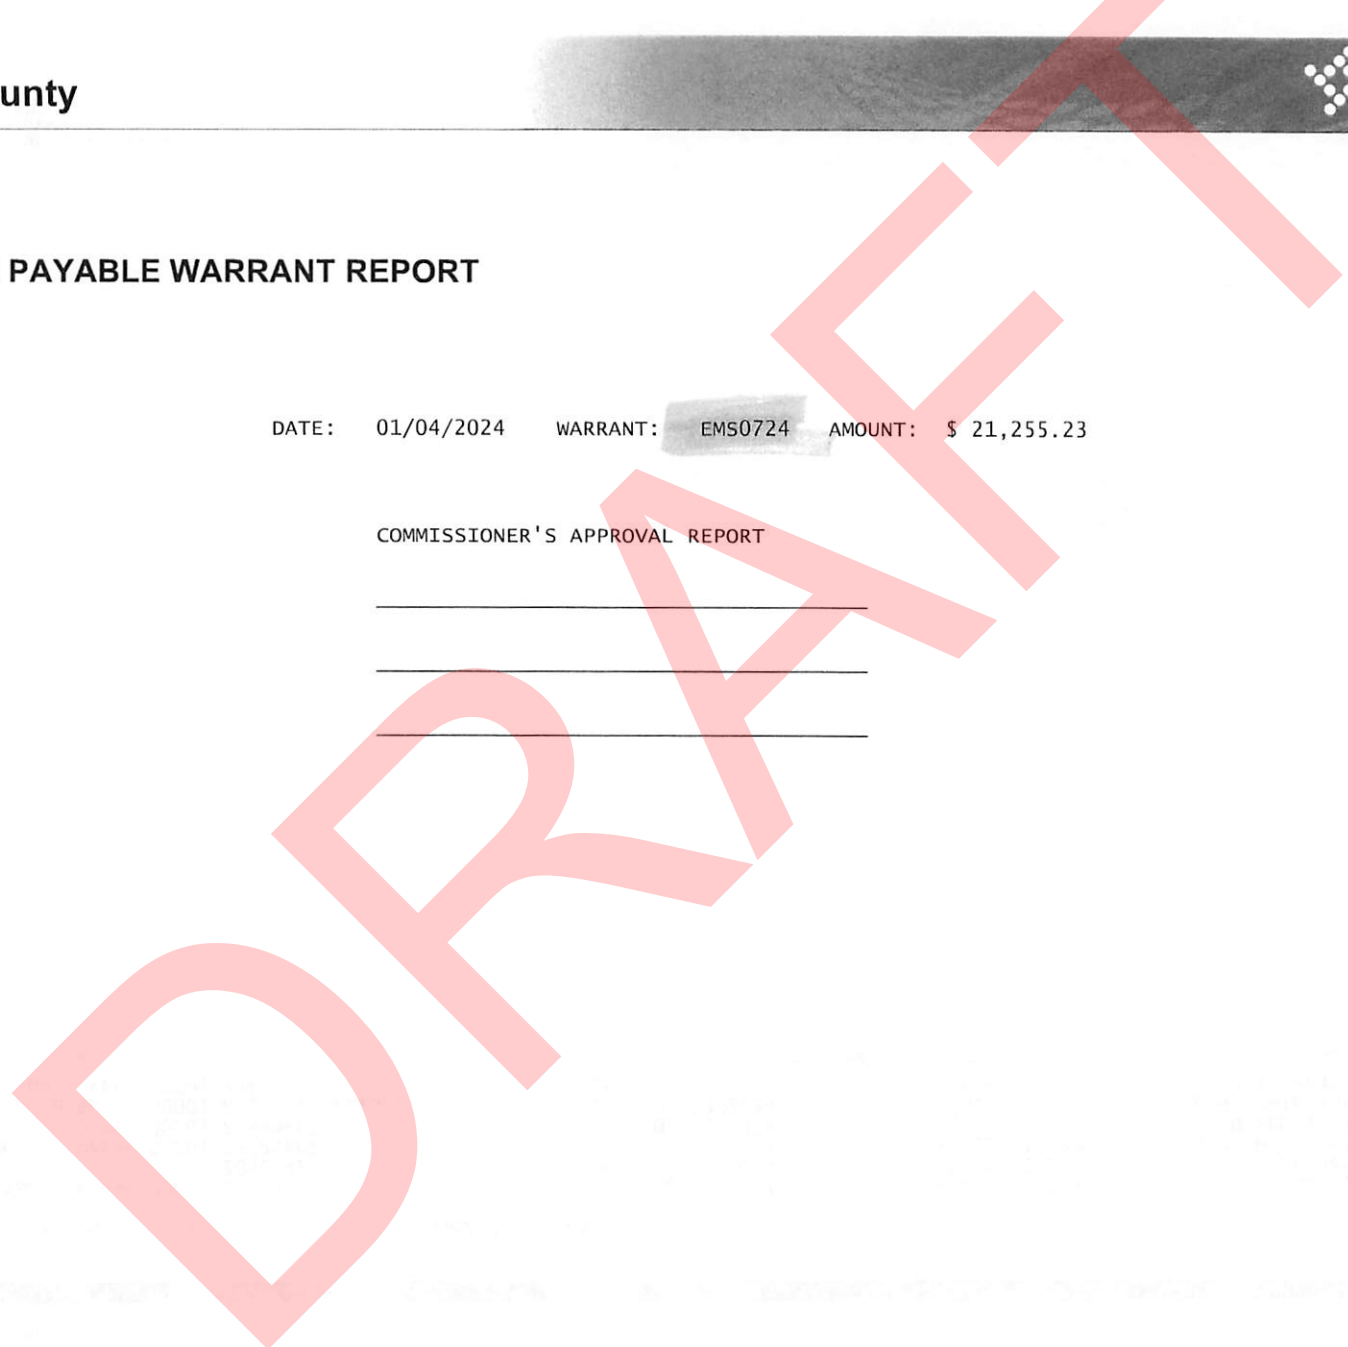 unty
PAYABLE WARRANT REPORT
DATE: 01/04/2024 WARRANT: EMS0724 AMOUNT: $ 21,255.23
COMMISSIONER'S APPROVAL REPORT
DRAFT